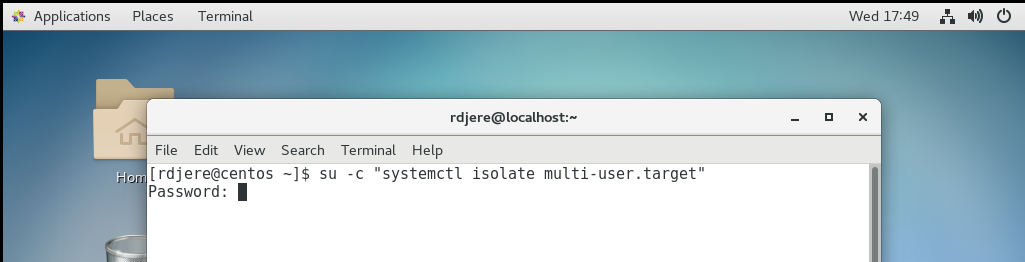 Applications Places Terminal Wed 17:49
rdjere@localhost:~
File Edit View Search Terminal Help
[rdjere@centos ~]$ su -c "systemctl isolate multi-user.target"
Password:
Hom